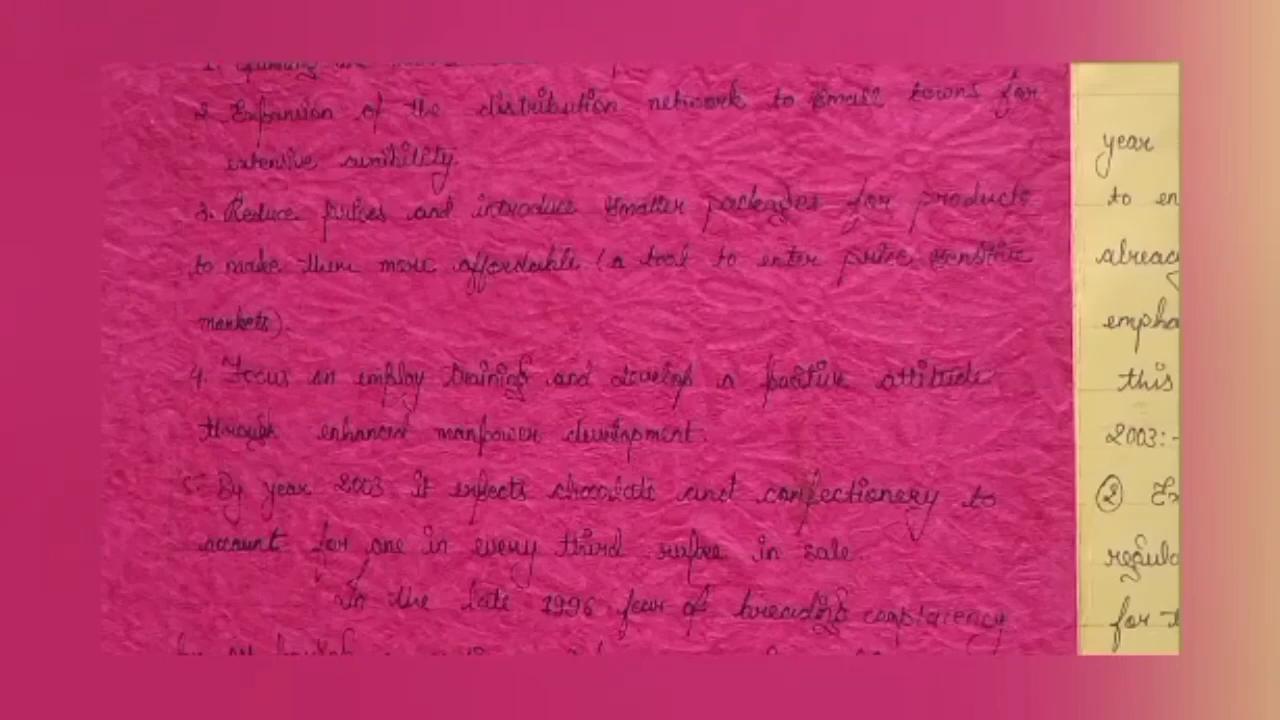 2. Expansion of the distribution network to small towns for
extensive
3. Reduce prices and introduce smaller packages for products
to make them more affordable (a tool to enter price sensitive
markets).
4. Focus on employ training and develop a positive attitude
through enhanced manpower development.
5. By year 2003 it expects chocolate and confectionery to
account for one in every third rupee in sale.
In the late 1996 fear of breading complacency
year
to en
already
empha
this
2003:-
② Ex
regula
for t